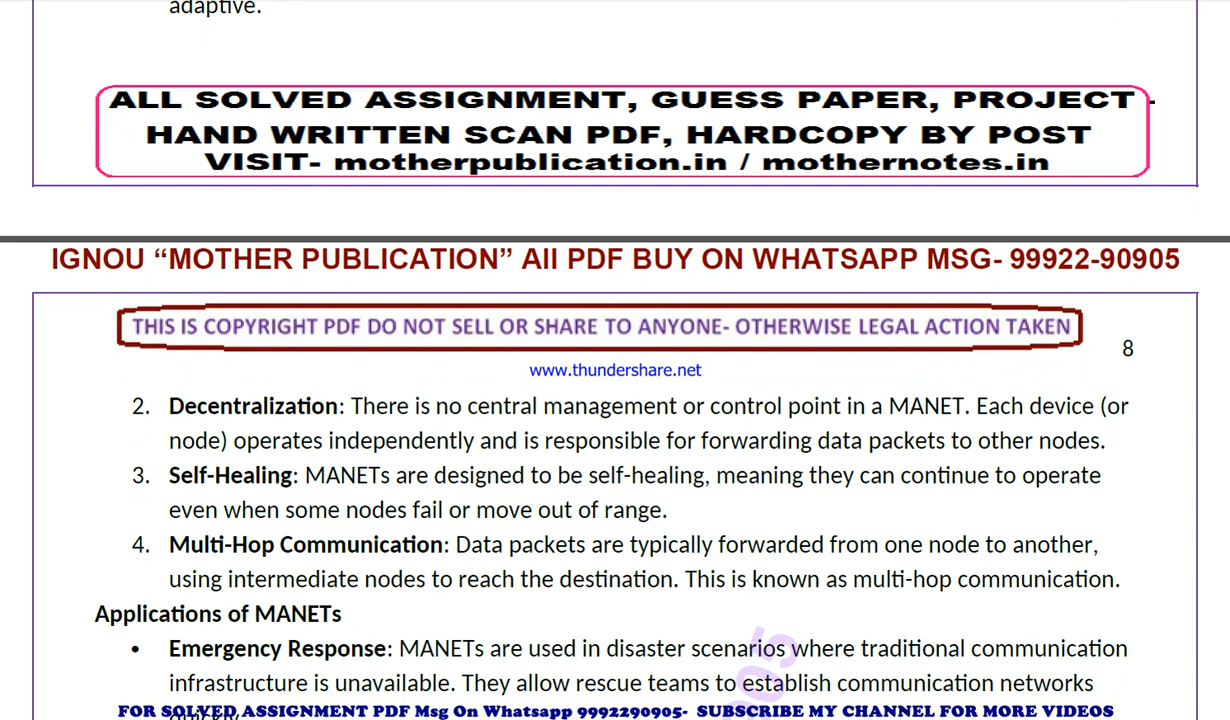 adaptive.
ALL SOLVED ASSIGNMENT, GUESS PAPER, PROJECT -
HAND WRITTEN SCAN PDF, HARDCOPY BY POST
VISIT- motherpublication.in / mothernotes.in
IGNOU “MOTHER PUBLICATION” All PDF BUY ON WHATSAPP MSG- 99922-90905
THIS IS COPYRIGHT PDF DO NOT SELL OR SHARE TO ANYONE- OTHERWISE LEGAL ACTION TAKEN
8
www.thundershare.net
2. Decentralization: There is no central management or control point in a MANET. Each device (or
node) operates independently and is responsible for forwarding data packets to other nodes.
3. Self-Healing: MANETs are designed to be self-healing, meaning they can continue to operate
even when some nodes fail or move out of range.
4. Multi-Hop Communication: Data packets are typically forwarded from one node to another,
using intermediate nodes to reach the destination. This is known as multi-hop communication.
Applications of MANETs
• Emergency Response: MANETs are used in disaster scenarios where traditional communication
infrastructure is unavailable. They allow rescue teams to establish communication networks
quickly.
905
FOR SOLVED ASSIGNMENT PDF Msg On Whatsapp 9992290905- SUBSCRIBE MY CHANNEL FOR MORE VIDEOS